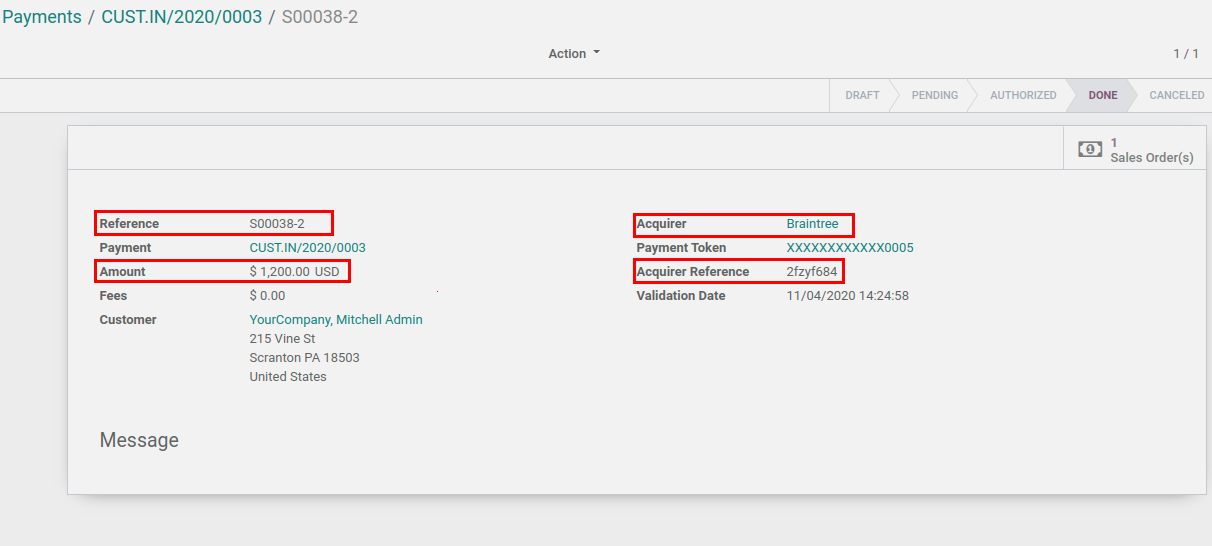 Payments / CUST.IN/2020/0003 / S00038-2
Action
1 / 1
DRAFT PENDING AUTHORIZED DONE CANCELED
1
Sales Order(s)
Reference S00038-2
Payment CUST.IN/2020/0003
Amount $ 1,200.00 USD
Fees $ 0.00
Customer YourCompany, Mitchell Admin
215 Vine St
Scranton PA 18503
United States
Acquirer Braintree
Payment Token XXXXXXXXXXXX0005
Acquirer Reference 2fzyf684
Validation Date 11/04/2020 14:24:58
Message